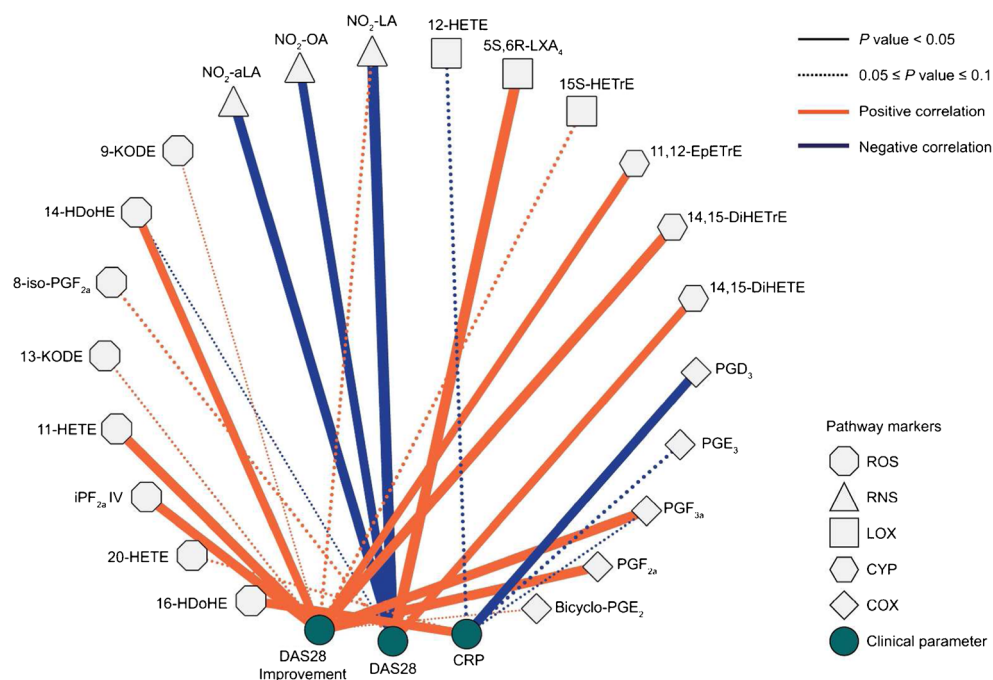 NO₂-LA
12-HETE
NO₂-OA
5S,6R-LXA₄
NO₂-aLA
15S-HETrE
9-KODE
11,12-EpETrE
14-HDoHE
14,15-DiHETrE
8-iso-PGF₂a
14,15-DiHETE
13-KODE
PGD₃
11-HETE
PGE₃
iPF₂a IV
PGF₃a
20-HETE
PGF₂a
16-HDoHE
Bicyclo-PGE₂
DAS28
Improvement
DAS28
CRP
P value < 0.05
0.05 ≤ P value ≤ 0.1
Positive correlation
Negative correlation
Pathway markers
ROS
RNS
LOX
CYP
COX
Clinical parameter